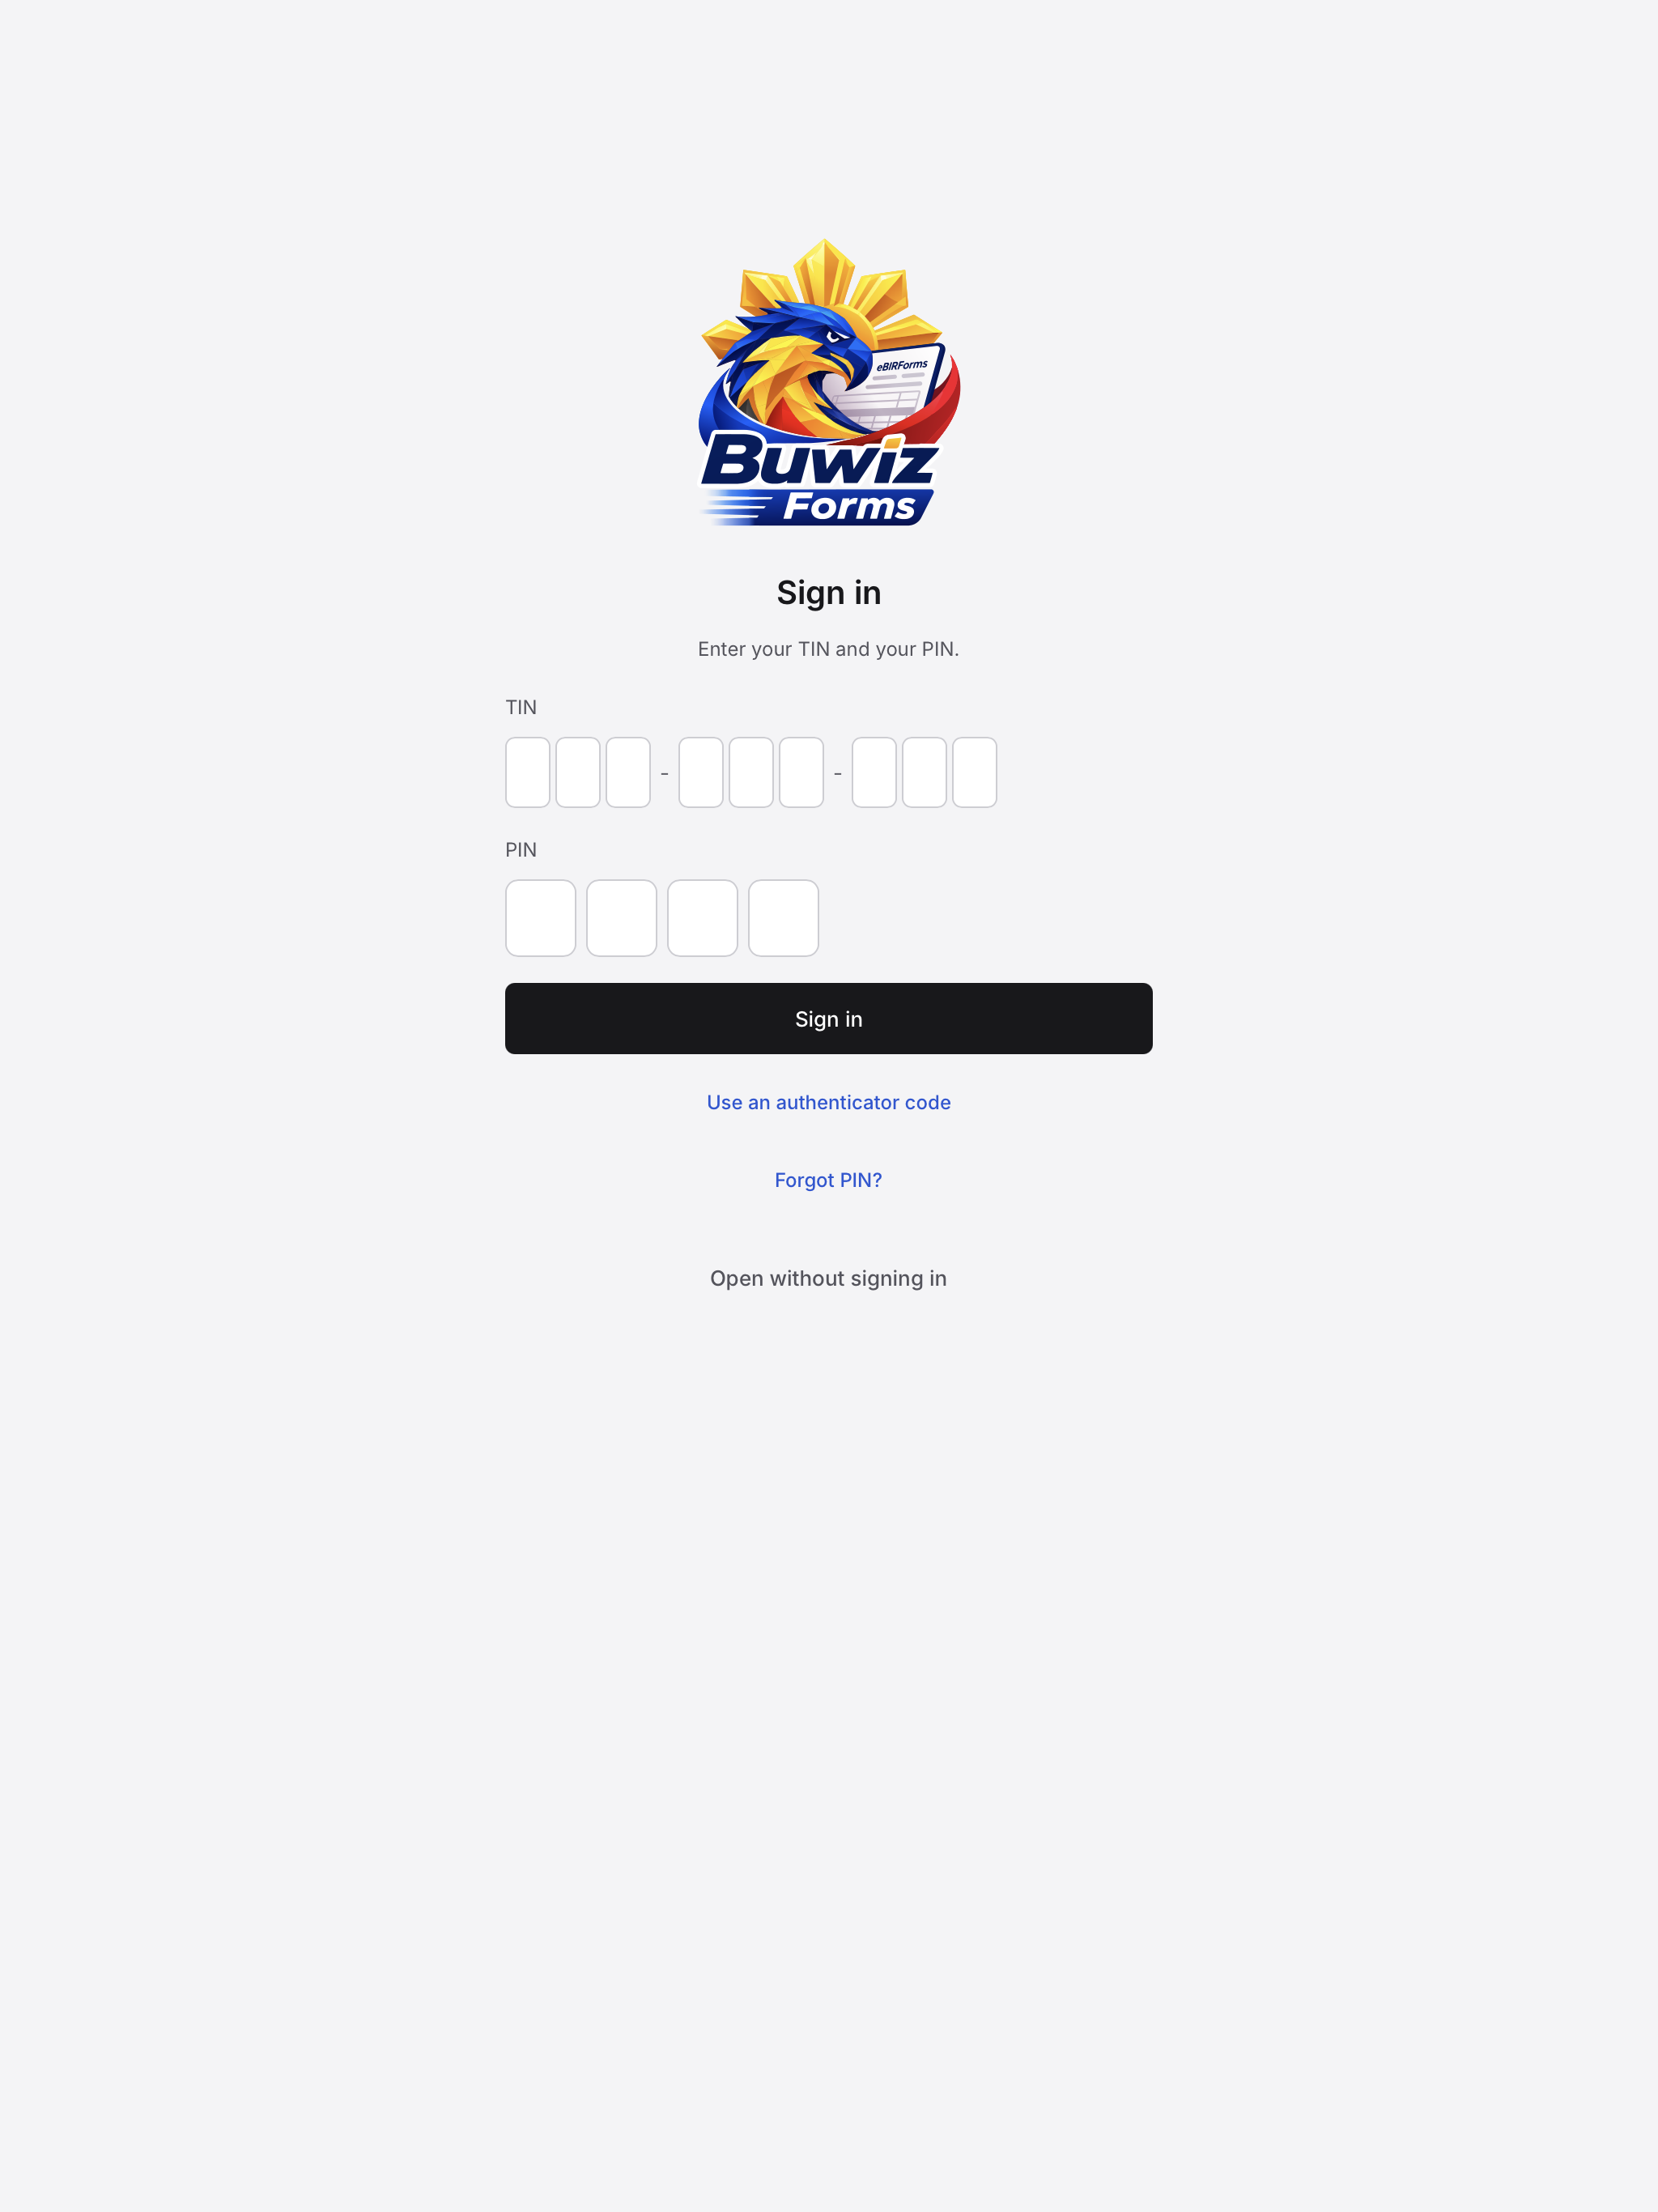 eBIRForms
Buwiz
Forms
Sign in
Enter your TIN and your PIN.
TIN
- -
PIN
Sign in
Use an authenticator code
Forgot PIN?
Open without signing in